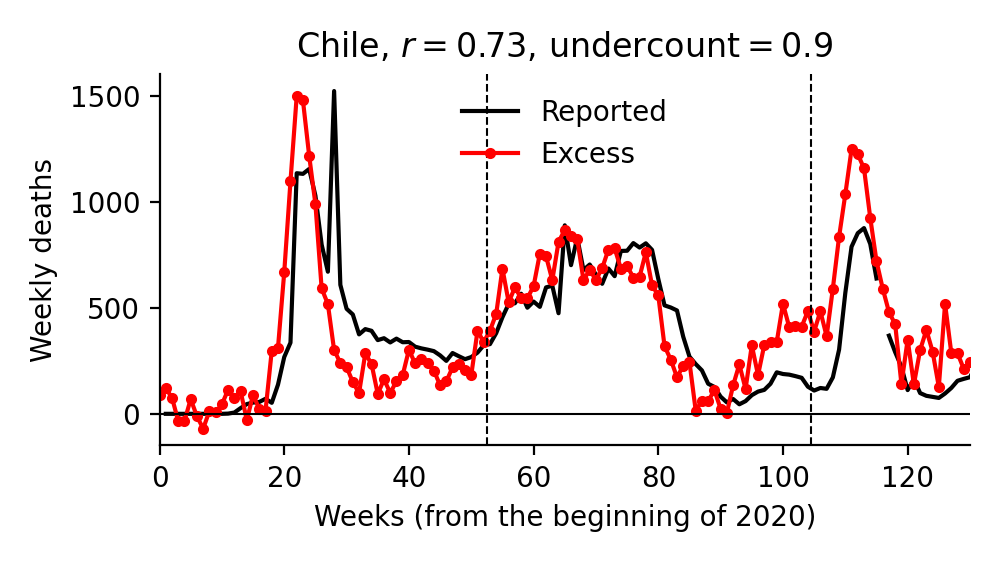 Chile, r = 0.73, undercount = 0.9
Reported
Excess
Weekly deaths
1500
1000
500
0
0 20 40 60 80 100 120
Weeks (from the beginning of 2020)